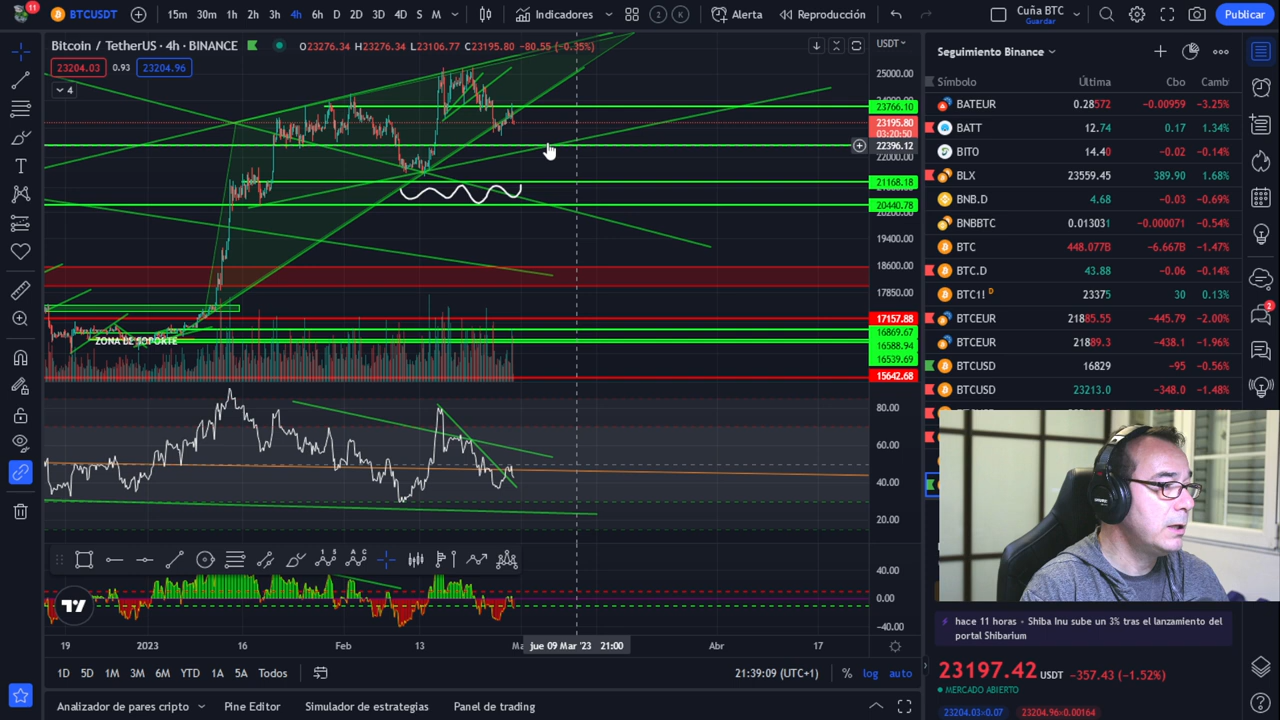 11
BTCUSDT
15m 30m 1h 2h 3h 4h 6h D 2D 3D 4D S M
Indicadores
2 K
Alerta
Reproducción
Cuña BTC
Guardar
Publicar
Bitcoin / TetherUS · 4h · BINANCE
O23276.34 H23276.34 L23106.77 C23195.80 −80.55 (−0.35%)
USDT
23204.03 0.93 23204.96
4
25000.00
23766.10
23195.80
03:20:50
22396.12
22000.00
21168.18
20440.78
19400.00
18600.00
17850.00
17157.88
16869.67
16588.94
16539.69
15642.68
ZONA DE SOPORTE
80.00
60.00
40.00
20.00
40.00
0.00
−40.00
19 2023 16 Feb 13
jue 09 Mar '23 21:00
Abr 17
1D 5D 1M 3M 6M YTD 1A 5A Todos
21:39:09 (UTC+1)
% log auto
Analizador de pares cripto
Pine Editor
Simulador de estrategias
Panel de trading
Seguimiento Binance
Símbolo Última Cbo Camb
BATEUR 0.28572 −0.00959 −3.25%
BATT 12.74 0.17 1.34%
BITO 14.40 −0.02 −0.14%
BLX 23559.45 389.90 1.68%
BNB.D 4.68 −0.03 −0.69%
BNBBTC 0.013031 −0.000071 −0.54%
BTC 448.077B −6.667B −1.47%
BTC.D 43.88 −0.06 −0.14%
BTC1! D 23375 30 0.13%
BTCEUR 21885.55 −445.79 −2.00%
BTCEUR 21889.3 −438.1 −1.96%
BTCUSD 16829 −95 −0.56%
BTCUSD 23213.0 −348.0 −1.48%
hace 11 horas · Shiba Inu sube un 3% tras el lanzamiento del
portal Shibarium
23197.42 USDT −357.43 (−1.52%)
MERCADO ABIERTO
23204.03×0.07 23204.96×0.00164
2